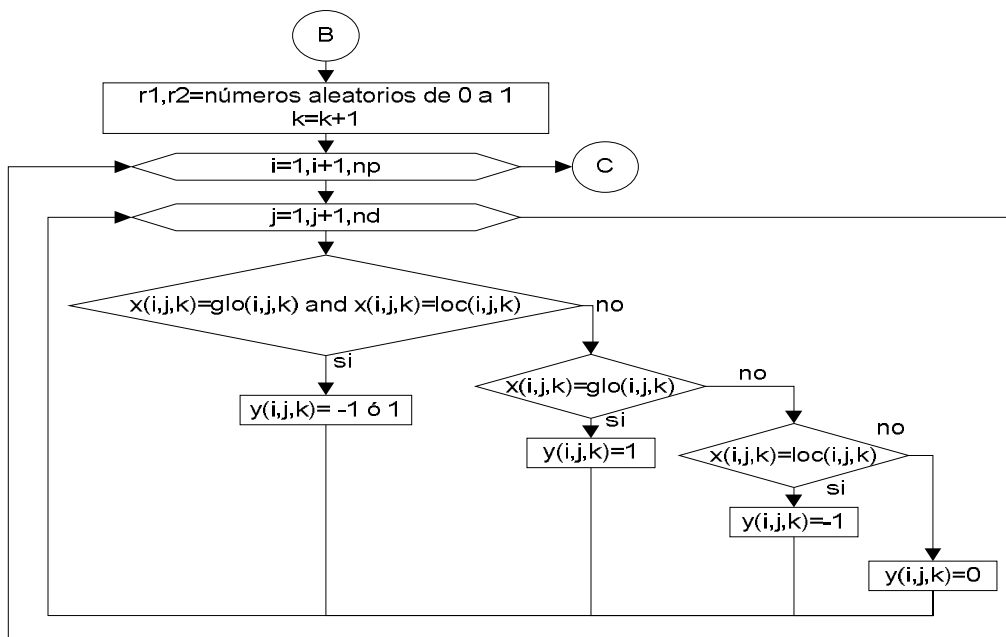 B
r1,r2=números aleatorios de 0 a 1
k=k+1
i=1,i+1,np
C
j=1,j+1,nd
x(i,j,k)=glo(i,j,k) and x(i,j,k)=loc(i,j,k)
no
si
x(i,j,k)=glo(i,j,k)
no
y(i,j,k)= -1 ó 1
si
no
y(i,j,k)=1
x(i,j,k)=loc(i,j,k)
si
y(i,j,k)=-1
y(i,j,k)=0